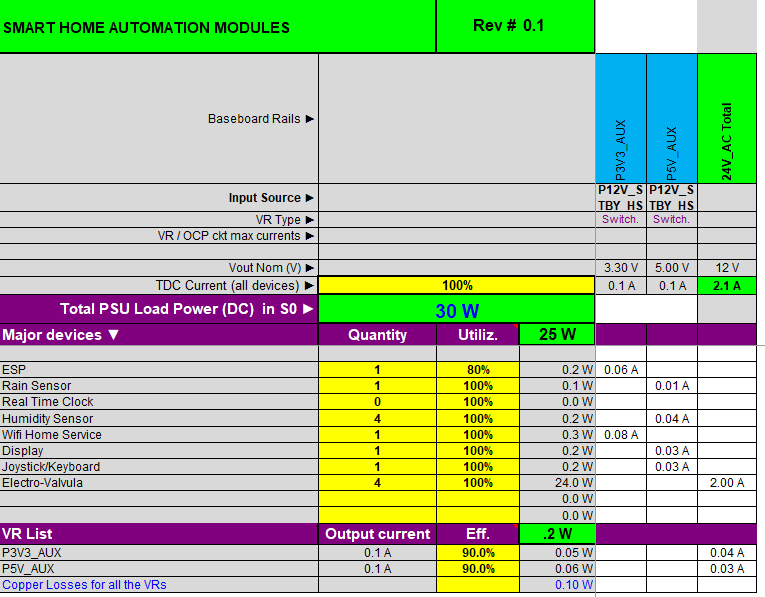 SMART HOME AUTOMATION MODULES Rev # 0.1
Baseboard Rails ► P3V3_AUX P5V_AUX 24V_AC Total
Input Source ► P12V_S TBY_HS P12V_S TBY_HS
VR Type ► Switch. Switch.
VR / OCP ckt max currents ►
Vout Nom (V) ► 3.30 V 5.00 V 12 V
TDC Current (all devices) ► 100% 0.1 A 0.1 A 2.1 A
Total PSU Load Power (DC) in S0 ► 30 W
Major devices ▼ Quantity Utiliz. 25 W
ESP 1 80% 0.2 W 0.06 A
Rain Sensor 1 100% 0.1 W 0.01 A
Real Time Clock 0 100% 0.0 W
Humidity Sensor 4 100% 0.2 W 0.04 A
Wifi Home Service 1 100% 0.3 W 0.08 A
Display 1 100% 0.2 W 0.03 A
Joystick/Keyboard 1 100% 0.2 W 0.03 A
Electro-Valvula 4 100% 24.0 W 2.00 A
0.0 W
0.0 W
VR List Output current Eff. .2 W
P3V3_AUX 0.1 A 90.0% 0.05 W 0.04 A
P5V_AUX 0.1 A 90.0% 0.06 W 0.03 A
Copper Losses for all the VRs 0.10 W